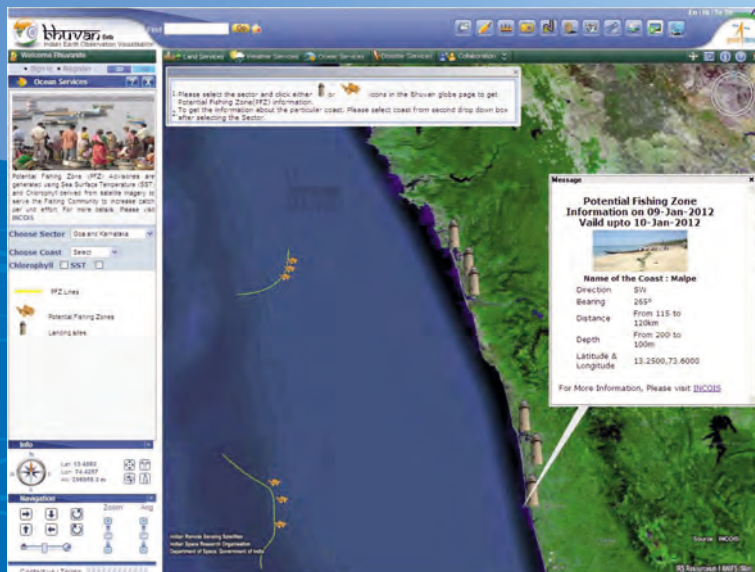 bhuvan Beta
Indian Earth Observation Visualisation
Find
Go
Welcome Bhuvanite
Sign in
Register
Land Services
Weather Services
Ocean Services
Disaster Services
Collaboration
Ocean Services
Potential Fishing Zone (PFZ) Advisories are
generated using Sea Surface Temperature (SST)
and Chlorophyll derived from satellite imagery to
serve the Fishing Community to increase catch
per unit effort. For more details. Please visit
INCOIS
Choose Sector Goa and Karnataka
Choose Coast Select
Chlorophyll SST
PFZ Lines
Potential Fishing Zones
Landing sites
Info
Navigation
Zoom
Please select the sector and click either or icons in the Bhuvan globe page to get
Potential Fishing Zone(PFZ) information.
To get the information about the particular coast. Please select coast from second drop down box
after selecting the Sector.
Message
Potential Fishing Zone
Information on 09-Jan-2012
Vaild upto 10-Jan-2012
Name of the Coast : Malpe
Direction SW
Bearing 265°
Distance From 115 to
120km
Depth From 200 to
100m
Latitude &
Longitude 13.2500,73.6000
For More Information, Please visit INCOIS
Indian Remote Sensing Satellites
Indian Space Research Organisation
Department of Space, Government of India
Source : INCOIS